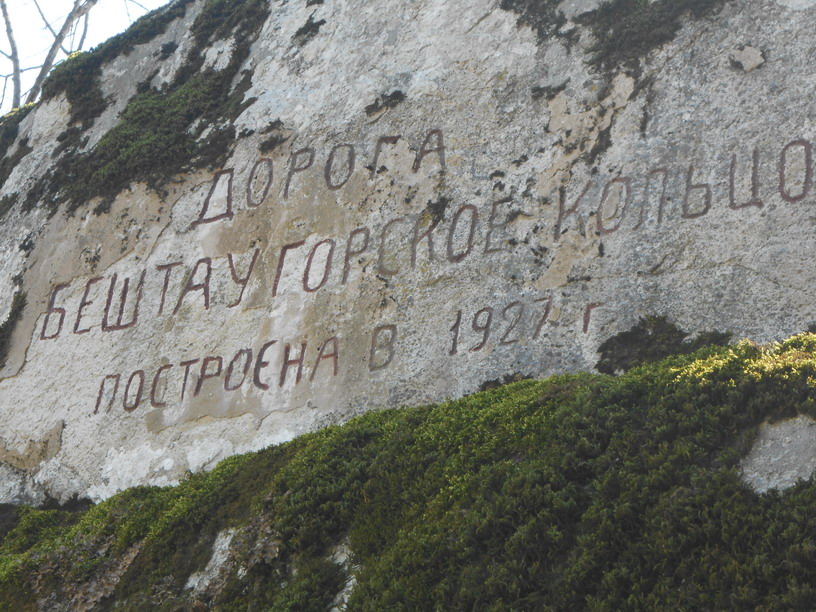 ДОРОГА
БЕШТАУГОРСКОЕ КОЛЬЦО
ПОСТРОЕНА В 1927 Г